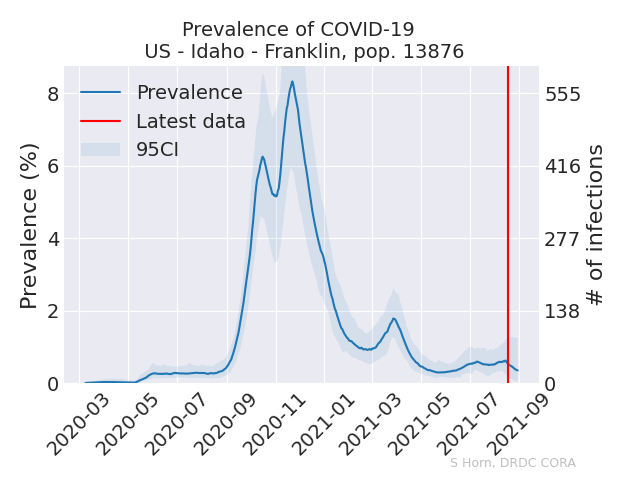 Prevalence of COVID-19
US - Idaho - Franklin, pop. 13876
Prevalence
Latest data
95CI
Prevalence (%)
8
6
4
2
0
555
416
277
138
0
# of infections
2020-03
2020-05
2020-07
2020-09
2020-11
2021-01
2021-03
2021-05
2021-07
2021-09
S Horn, DRDC CORA